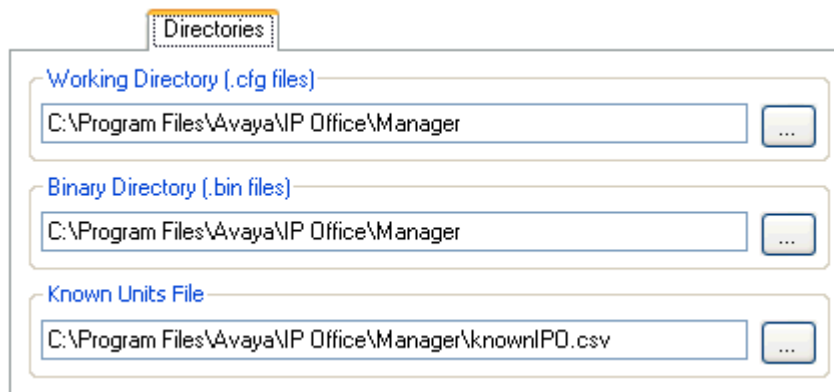 Directories
Working Directory (.cfg files)
C:\Program Files\Avaya\IP Office\Manager
...
Binary Directory (.bin files)
C:\Program Files\Avaya\IP Office\Manager
...
Known Units File
C:\Program Files\Avaya\IP Office\Manager\knownIPO.csv
...